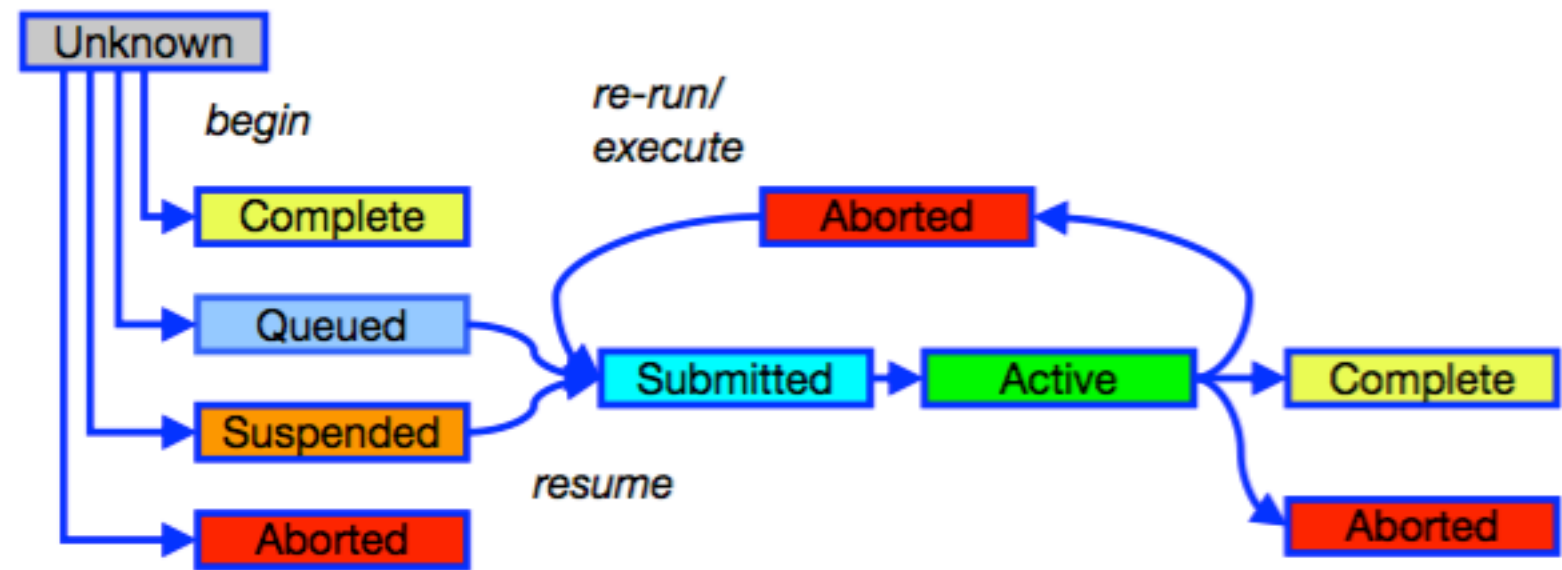 Unknown
begin
re-run/
execute
Complete
Aborted
Queued
Submitted
Active
Complete
Suspended
resume
Aborted
Aborted